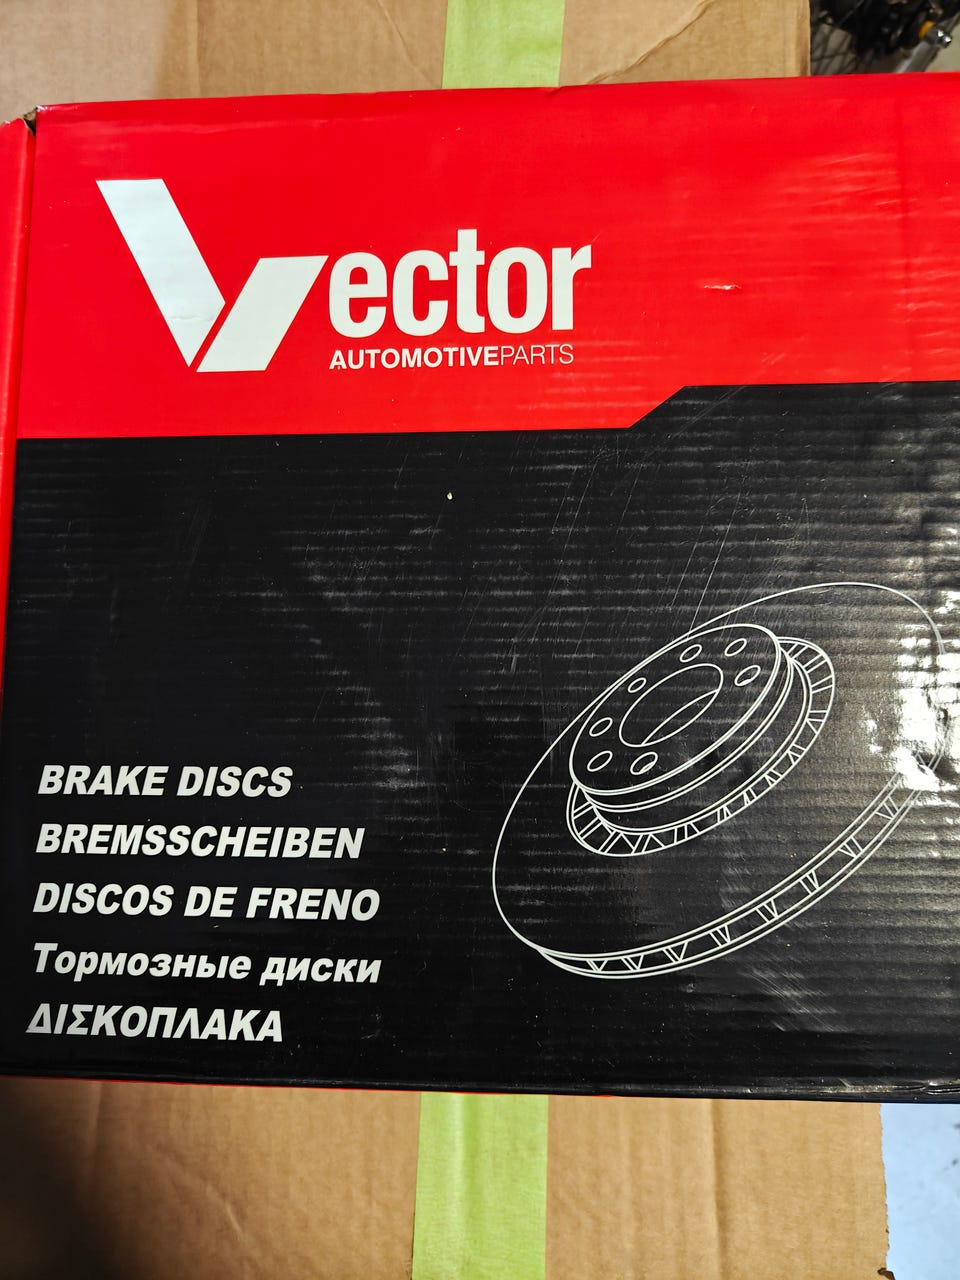 Vector
AUTOMOTIVEPARTS
BRAKE DISCS
BREMSSCHEIBEN
DISCOS DE FRENO
Тормозные диски
ΔΙΣΚΟΠΛΑΚΑ